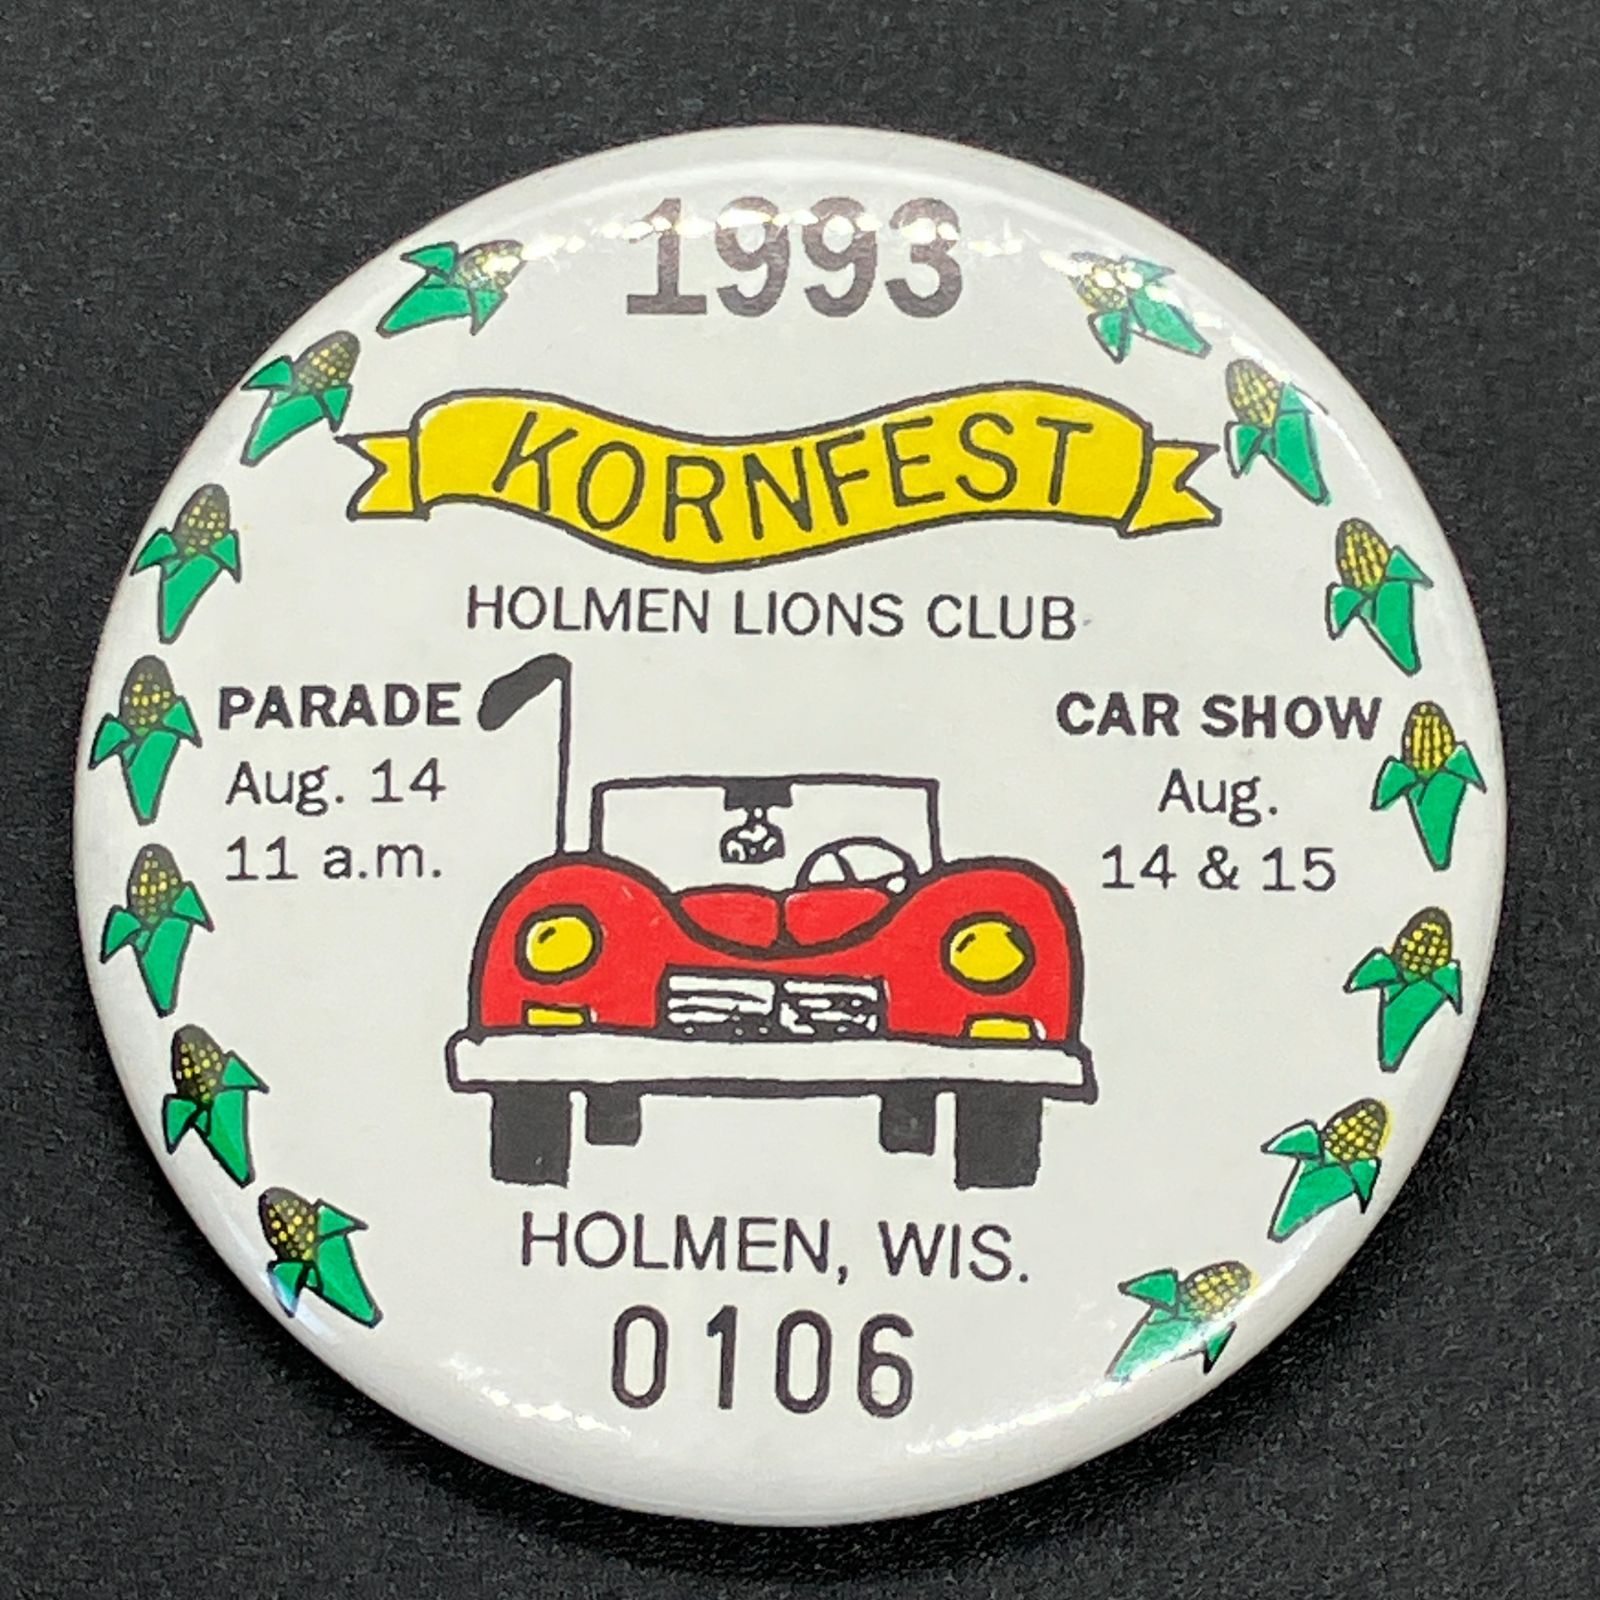 1993
KORNFEST
HOLMEN LIONS CLUB
PARADE
Aug. 14
11 a.m.
CAR SHOW
Aug.
14 & 15
HOLMEN, WIS.
0106